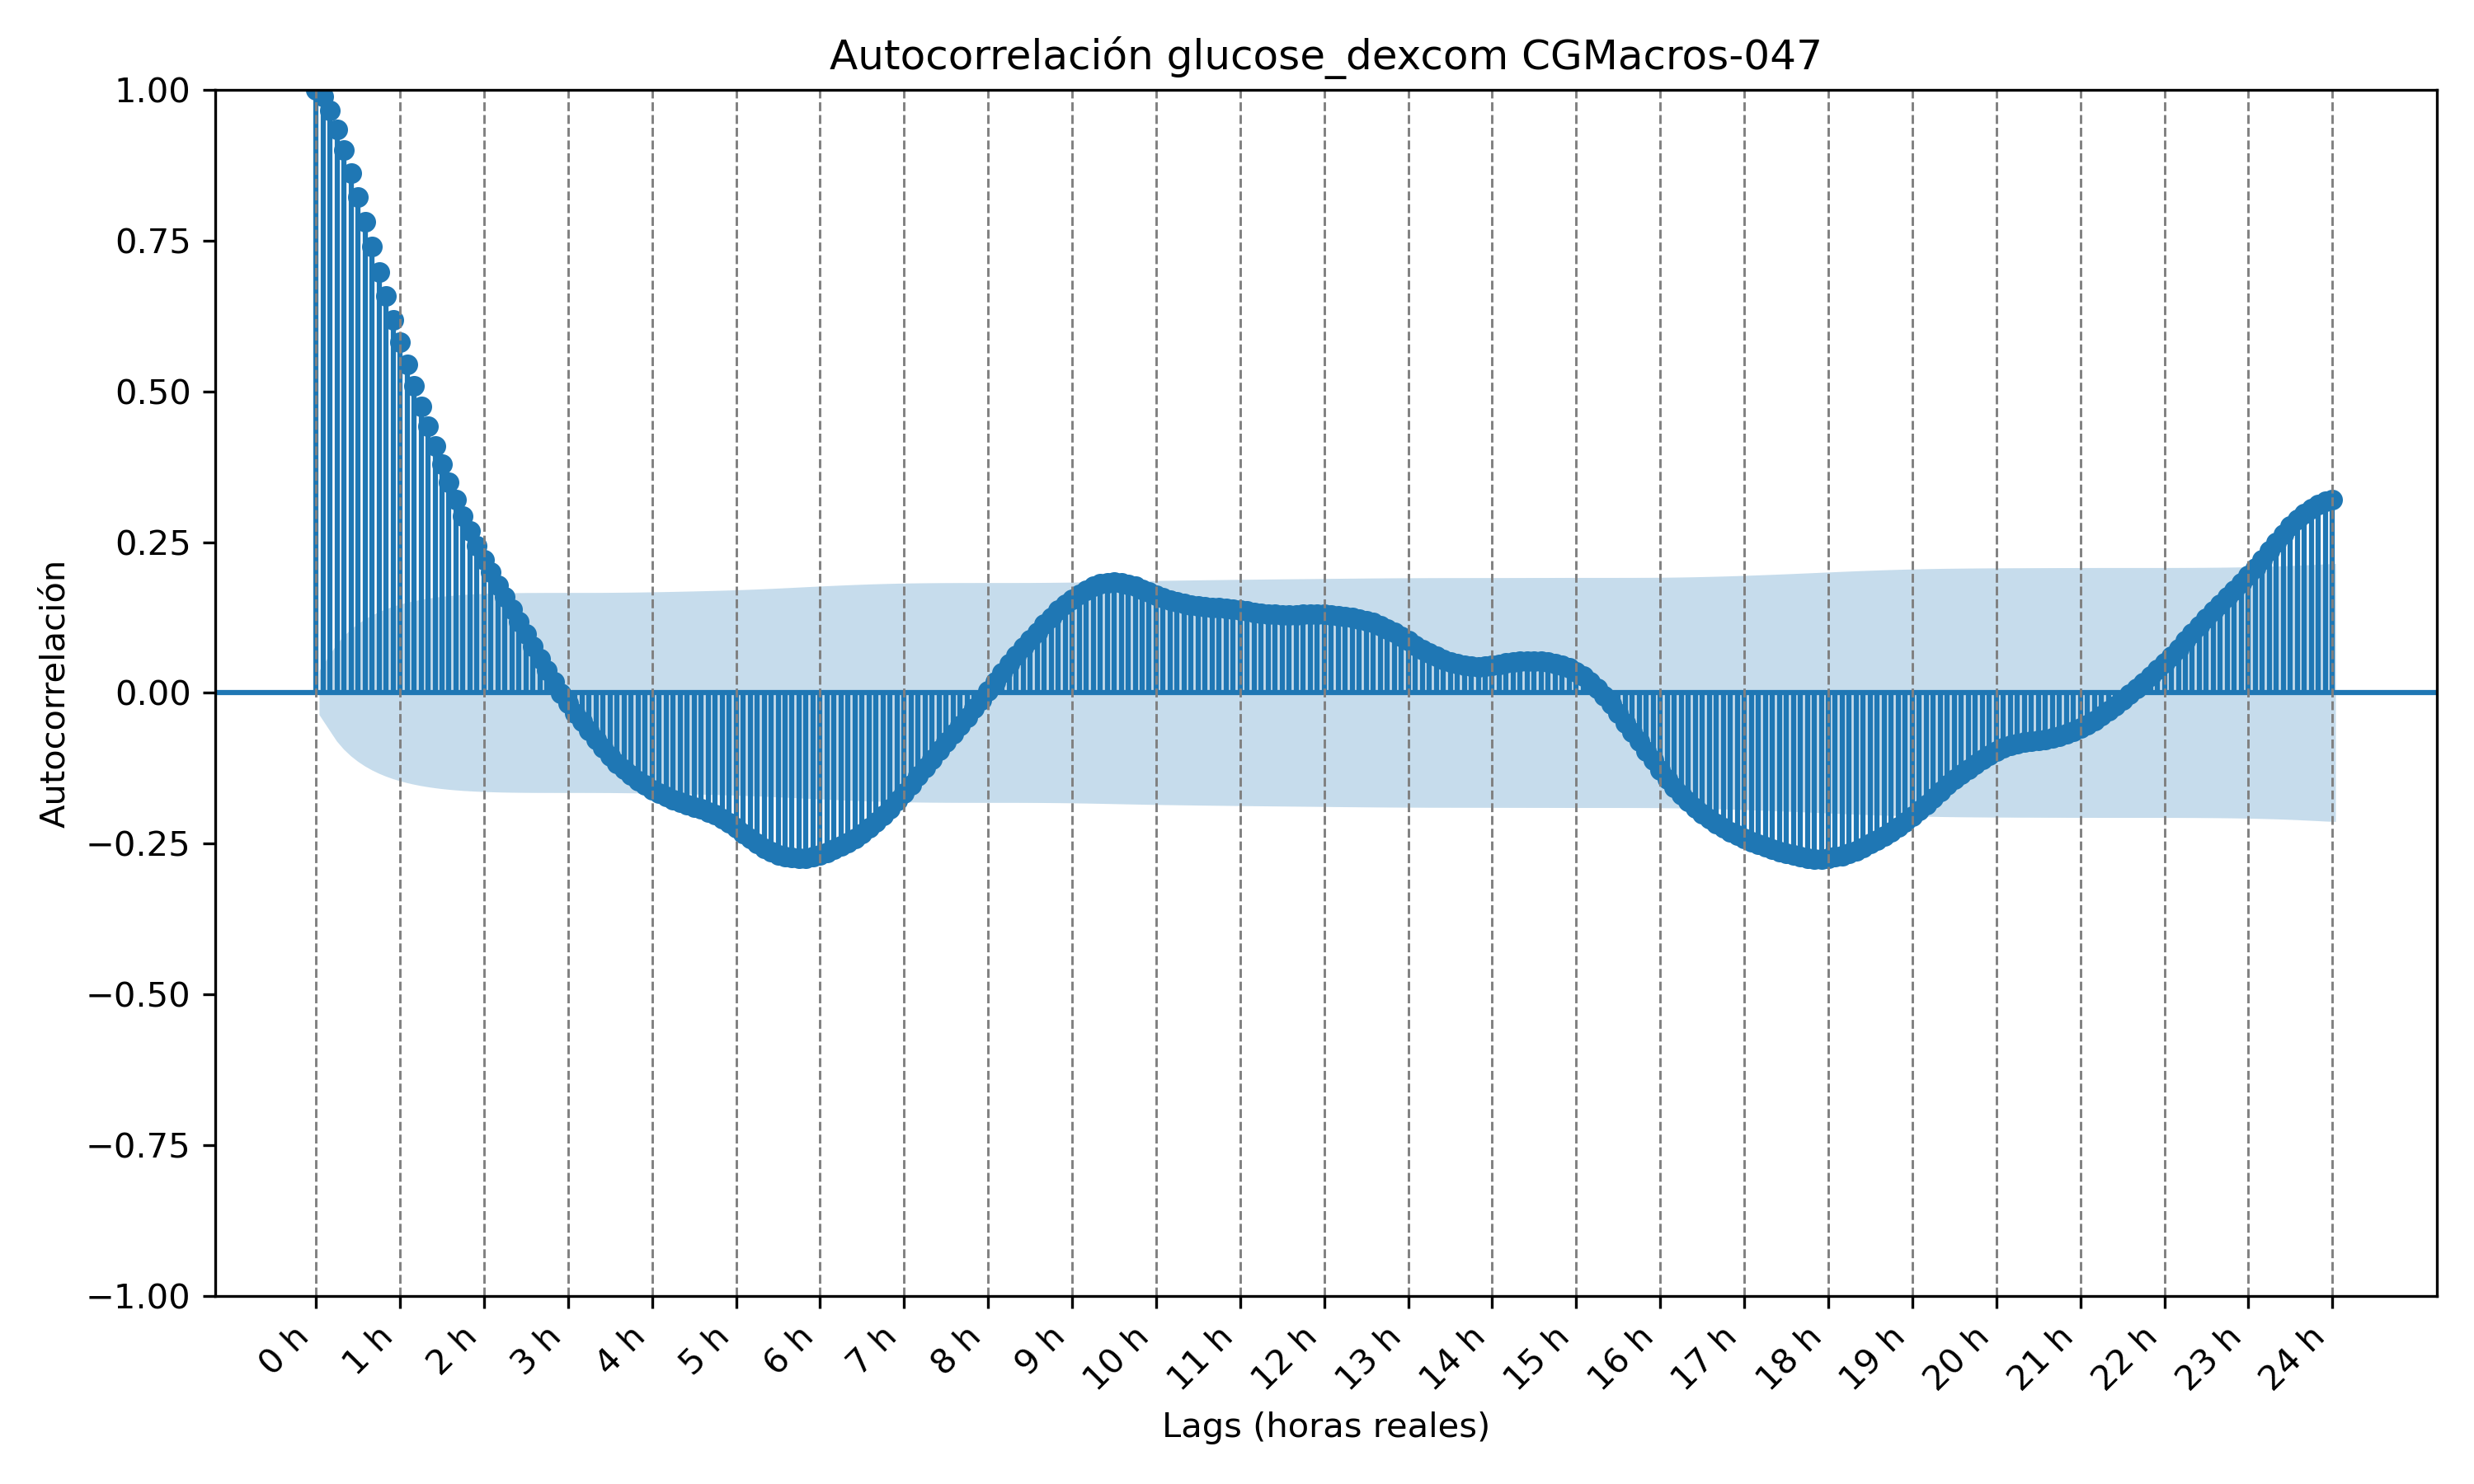 Autocorrelación glucose_dexcom CGMacros-047
1.00
0.75
0.50
0.25
0.00
−0.25
−0.50
−0.75
−1.00
Autocorrelación
0 h
1 h
2 h
3 h
4 h
5 h
6 h
7 h
8 h
9 h
10 h
11 h
12 h
13 h
14 h
15 h
16 h
17 h
18 h
19 h
20 h
21 h
22 h
23 h
24 h
Lags (horas reales)